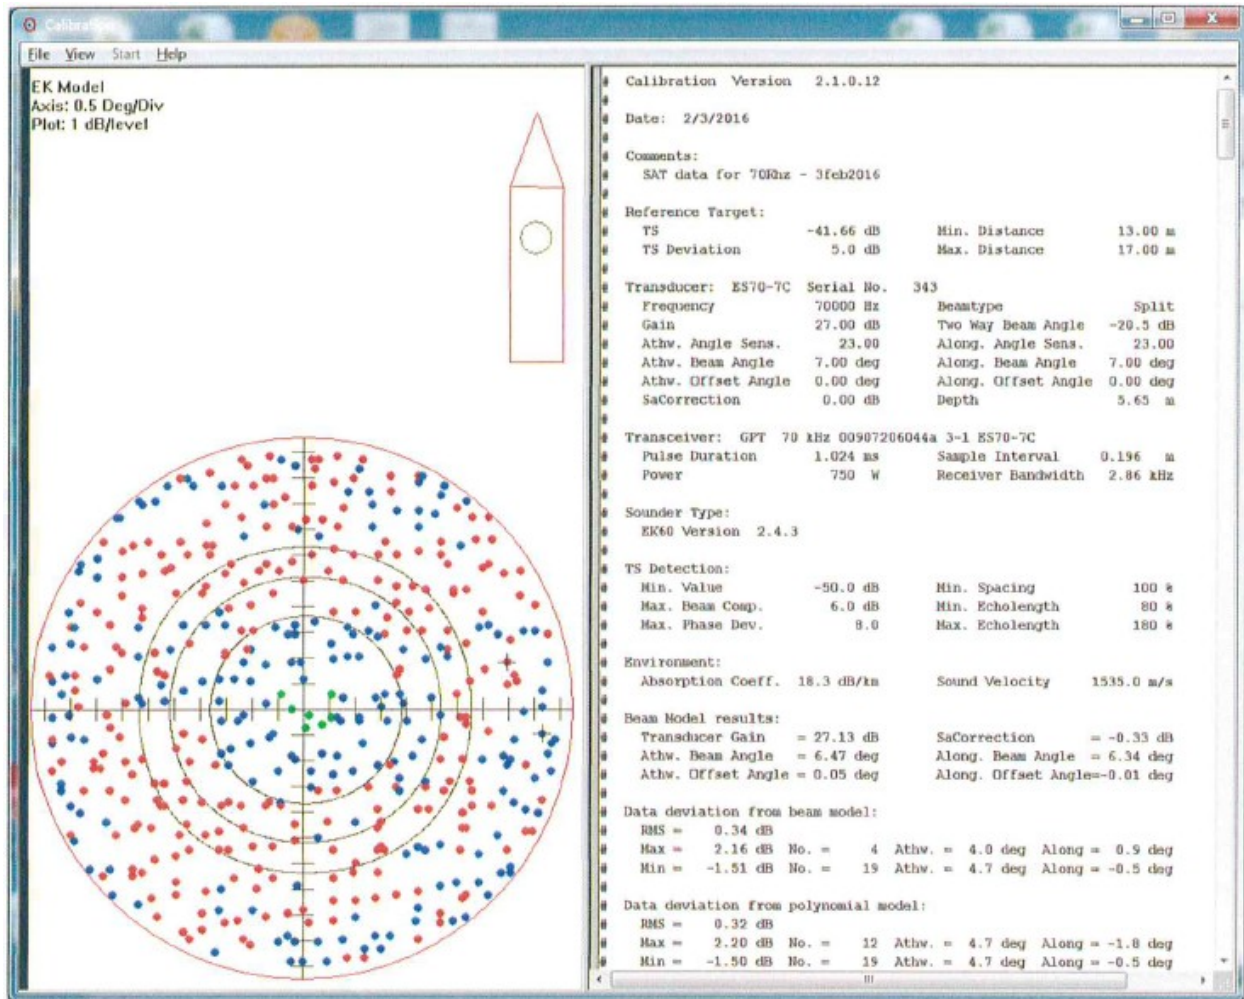 Calibration
File View Start Help
EK Model
Axis: 0.5 Deg/Div
Plot: 1 dB/level
# Calibration Version 2.1.0.12
#
# Date: 2/3/2016
#
# Comments:
# SAT data for 70Khz - 3feb2016
#
# Reference Target:
# TS -41.66 dB Min. Distance 13.00 m
# TS Deviation 5.0 dB Max. Distance 17.00 m
#
# Transducer: ES70-7C Serial No. 343
# Frequency 70000 Hz Beamtype Split
# Gain 27.00 dB Two Way Beam Angle -20.5 dB
# Athw. Angle Sens. 23.00 Along. Angle Sens. 23.00
# Athw. Beam Angle 7.00 deg Along. Beam Angle 7.00 deg
# Athw. Offset Angle 0.00 deg Along. Offset Angle 0.00 deg
# SaCorrection 0.00 dB Depth 5.65 m
#
# Transceiver: GPT 70 kHz 00907206044a 3-1 ES70-7C
# Pulse Duration 1.024 ms Sample Interval 0.196 m
# Power 750 W Receiver Bandwidth 2.86 kHz
#
# Sounder Type:
# EK60 Version 2.4.3
#
# TS Detection:
# Min. Value -50.0 dB Min. Spacing 100 %
# Max. Beam Comp. 6.0 dB Min. Echolength 80 %
# Max. Phase Dev. 8.0 Max. Echolength 180 %
#
# Environment:
# Absorption Coeff. 18.3 dB/km Sound Velocity 1535.0 m/s
#
# Beam Model results:
# Transducer Gain = 27.13 dB SaCorrection = -0.33 dB
# Athw. Beam Angle = 6.47 deg Along. Beam Angle = 6.34 deg
# Athw. Offset Angle = 0.05 deg Along. Offset Angle=-0.01 deg
#
# Data deviation from beam model:
# RMS = 0.34 dB
# Max = 2.16 dB No. = 4 Athw. = 4.0 deg Along = 0.9 deg
# Min = -1.51 dB No. = 19 Athw. = 4.7 deg Along = -0.5 deg
#
# Data deviation from polynomial model:
# RMS = 0.32 dB
# Max = 2.20 dB No. = 12 Athw. = 4.7 deg Along = -1.8 deg
# Min = -1.50 dB No. = 19 Athw. = 4.7 deg Along = -0.5 deg